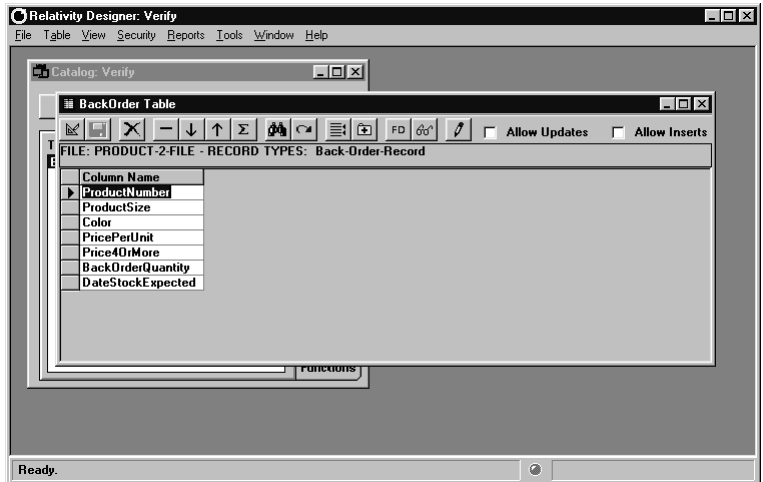 Relativity Designer: Verify
File Table View Security Reports Tools Window Help
Catalog: Verify
BackOrder Table
FD
Allow Updates
Allow Inserts
FILE: PRODUCT-2-FILE - RECORD TYPES: Back-Order-Record
Column Name
ProductNumber
ProductSize
Color
PricePerUnit
Price4OrMore
BackOrderQuantity
DateStockExpected
Functions
Ready.